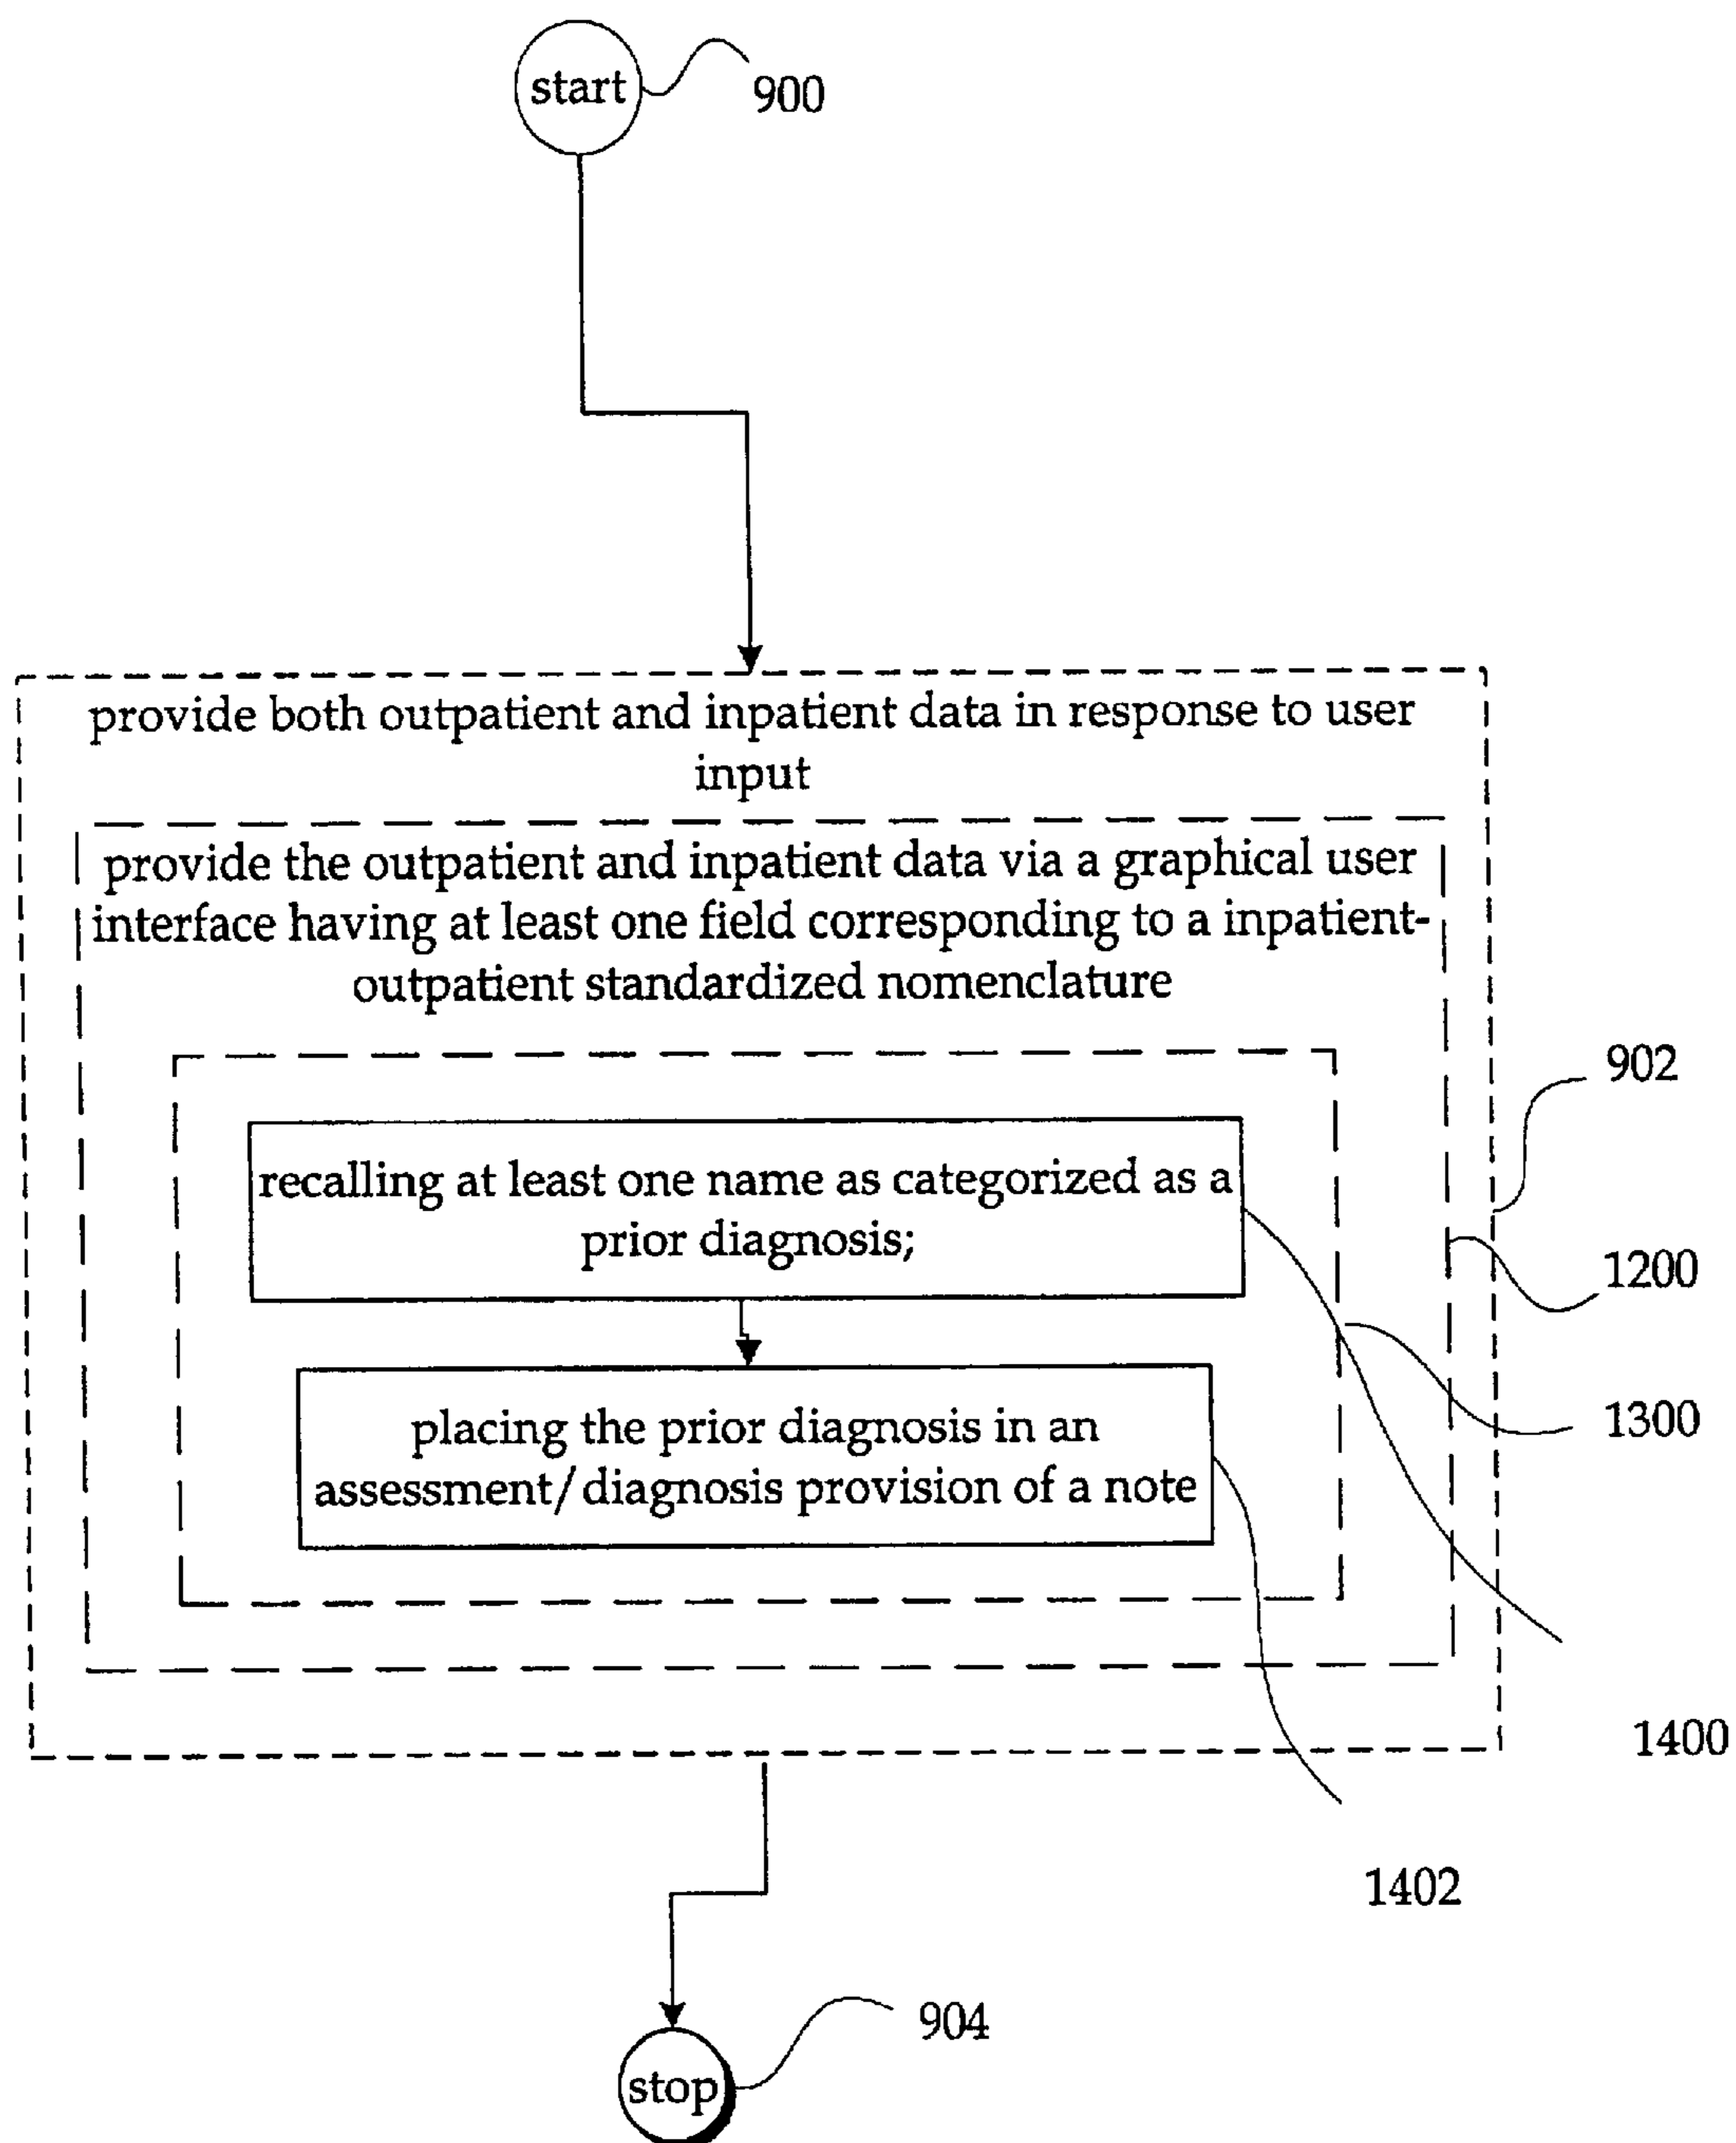 start
900
provide both outpatient and inpatient data in response to user
input
provide the outpatient and inpatient data via a graphical user
interface having at least one field corresponding to a inpatient-
outpatient standardized nomenclature
902
recalling at least one name as categorized as a
prior diagnosis;
1200
1300
placing the prior diagnosis in an
assessment/diagnosis provision of a note
1400
1402
904
stop